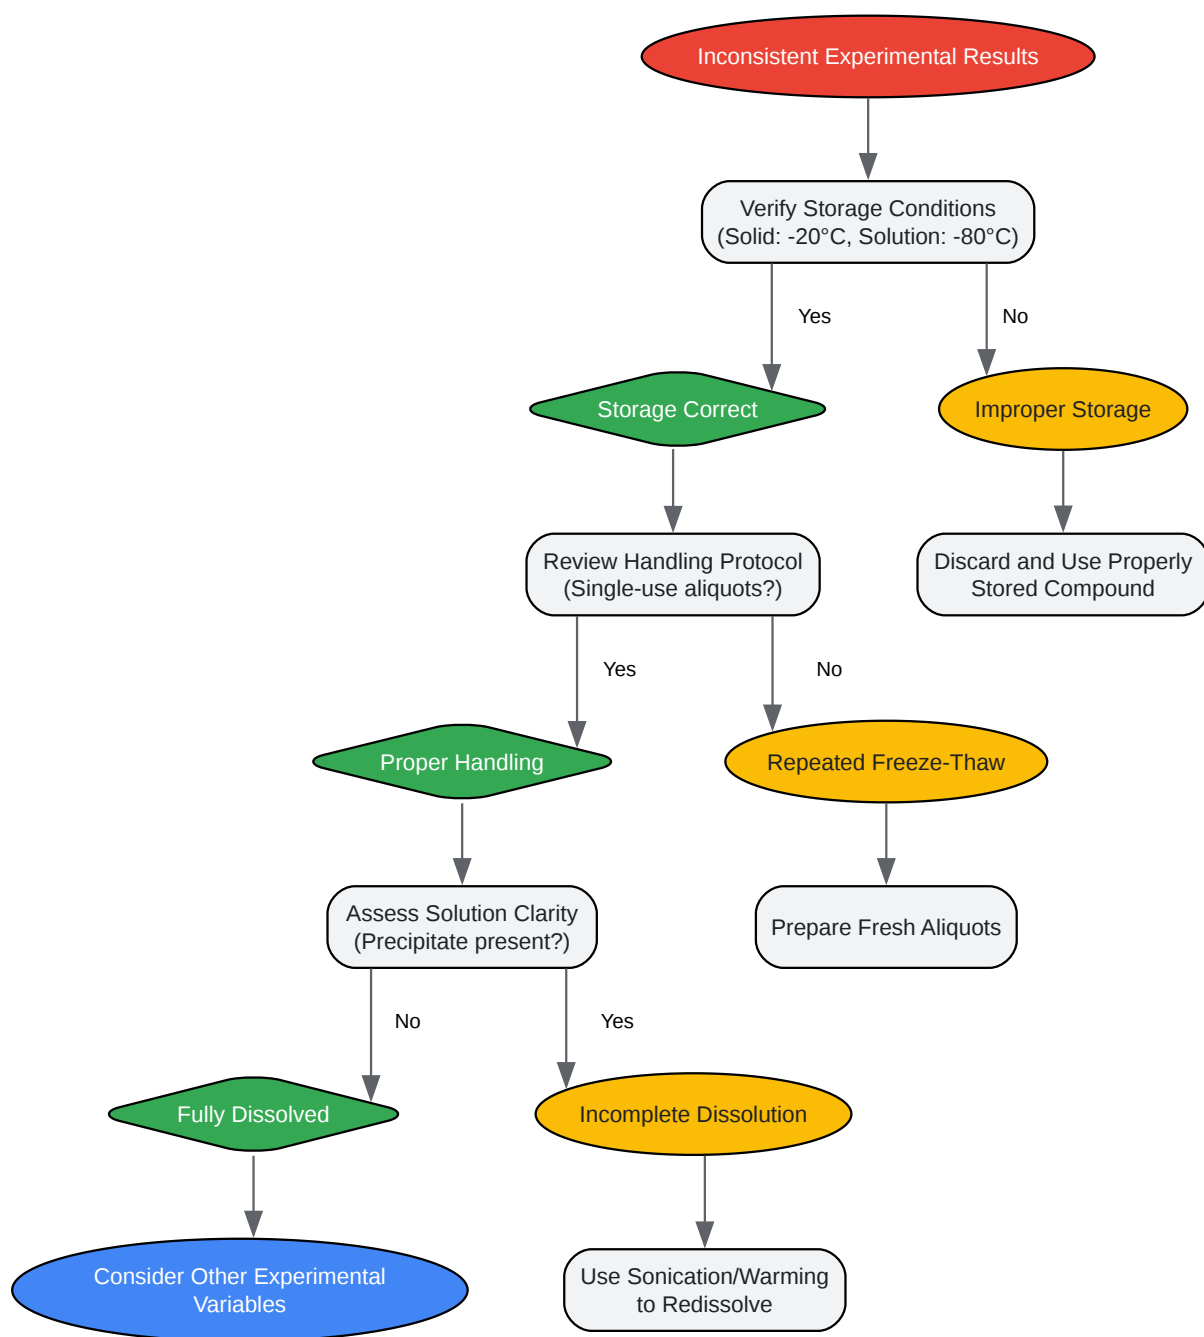 Inconsistent Experimental Results
Verify Storage Conditions
(Solid: -20°C, Solution: -80°C)
Yes
No
Storage Correct
Improper Storage
Review Handling Protocol
(Single-use aliquots?)
Discard and Use Properly
Stored Compound
Yes
No
Proper Handling
Repeated Freeze-Thaw
Assess Solution Clarity
(Precipitate present?)
Prepare Fresh Aliquots
No
Yes
Fully Dissolved
Incomplete Dissolution
Consider Other Experimental
Variables
Use Sonication/Warming
to Redissolve